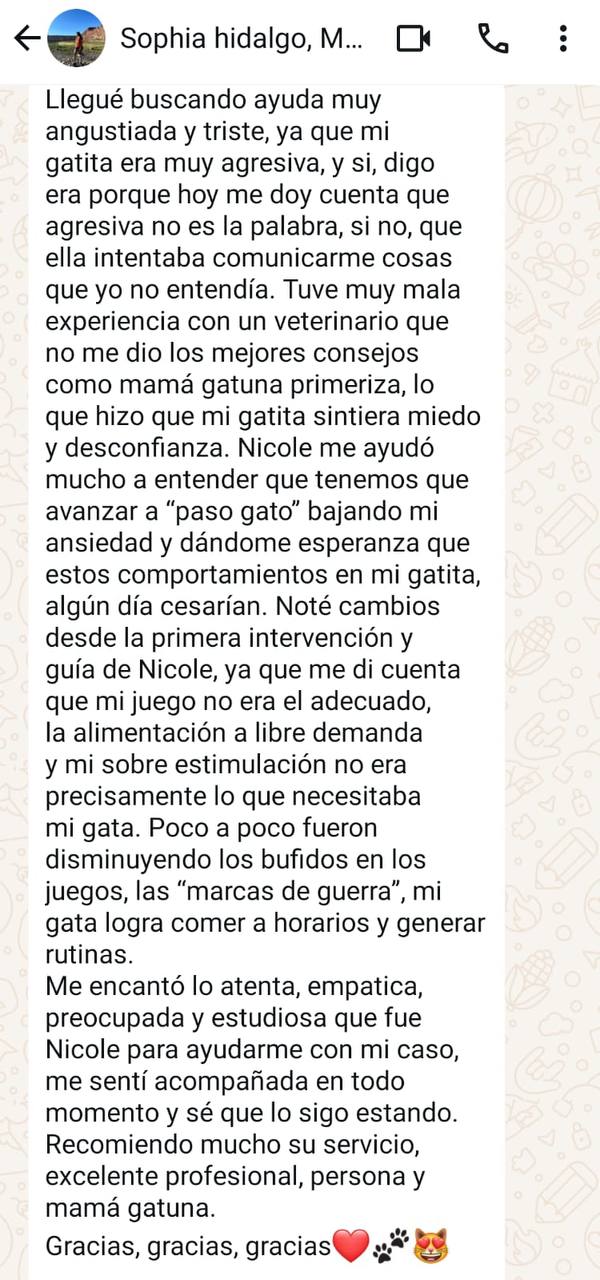 Sophia hidalgo, M...
Llegué buscando ayuda muy
angustiada y triste, ya que mi
gatita era muy agresiva, y si, digo
era porque hoy me doy cuenta que
agresiva no es la palabra, si no, que
ella intentaba comunicarme cosas
que yo no entendía. Tuve muy mala
experiencia con un veterinario que
no me dio los mejores consejos
como mamá gatuna primeriza, lo
que hizo que mi gatita sintiera miedo
y desconfianza. Nicole me ayudó
mucho a entender que tenemos que
avanzar a “paso gato” bajando mi
ansiedad y dándome esperanza que
estos comportamientos en mi gatita,
algún día cesarían. Noté cambios
desde la primera intervención y
guía de Nicole, ya que me di cuenta
que mi juego no era el adecuado,
la alimentación a libre demanda
y mi sobre estimulación no era
precisamente lo que necesitaba
mi gata. Poco a poco fueron
disminuyendo los bufidos en los
juegos, las “marcas de guerra”, mi
gata logra comer a horarios y generar
rutinas.
Me encantó lo atenta, empatica,
preocupada y estudiosa que fue
Nicole para ayudarme con mi caso,
me sentí acompañada en todo
momento y sé que lo sigo estando.
Recomiendo mucho su servicio,
excelente profesional, persona y
mamá gatuna.
Gracias, gracias, gracias❤️🐾😻